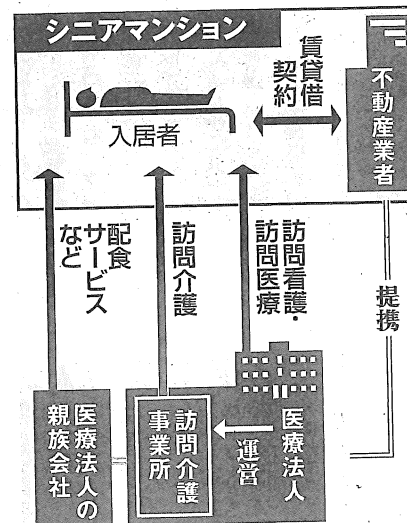 シニアマンション
賃貸借
契約
不動産業者
入居者
配食
サービス
など
訪問介護
訪問看護・
訪問医療
提携
医療法人の
親族会社
訪問介護
事業所
運営
医療法人